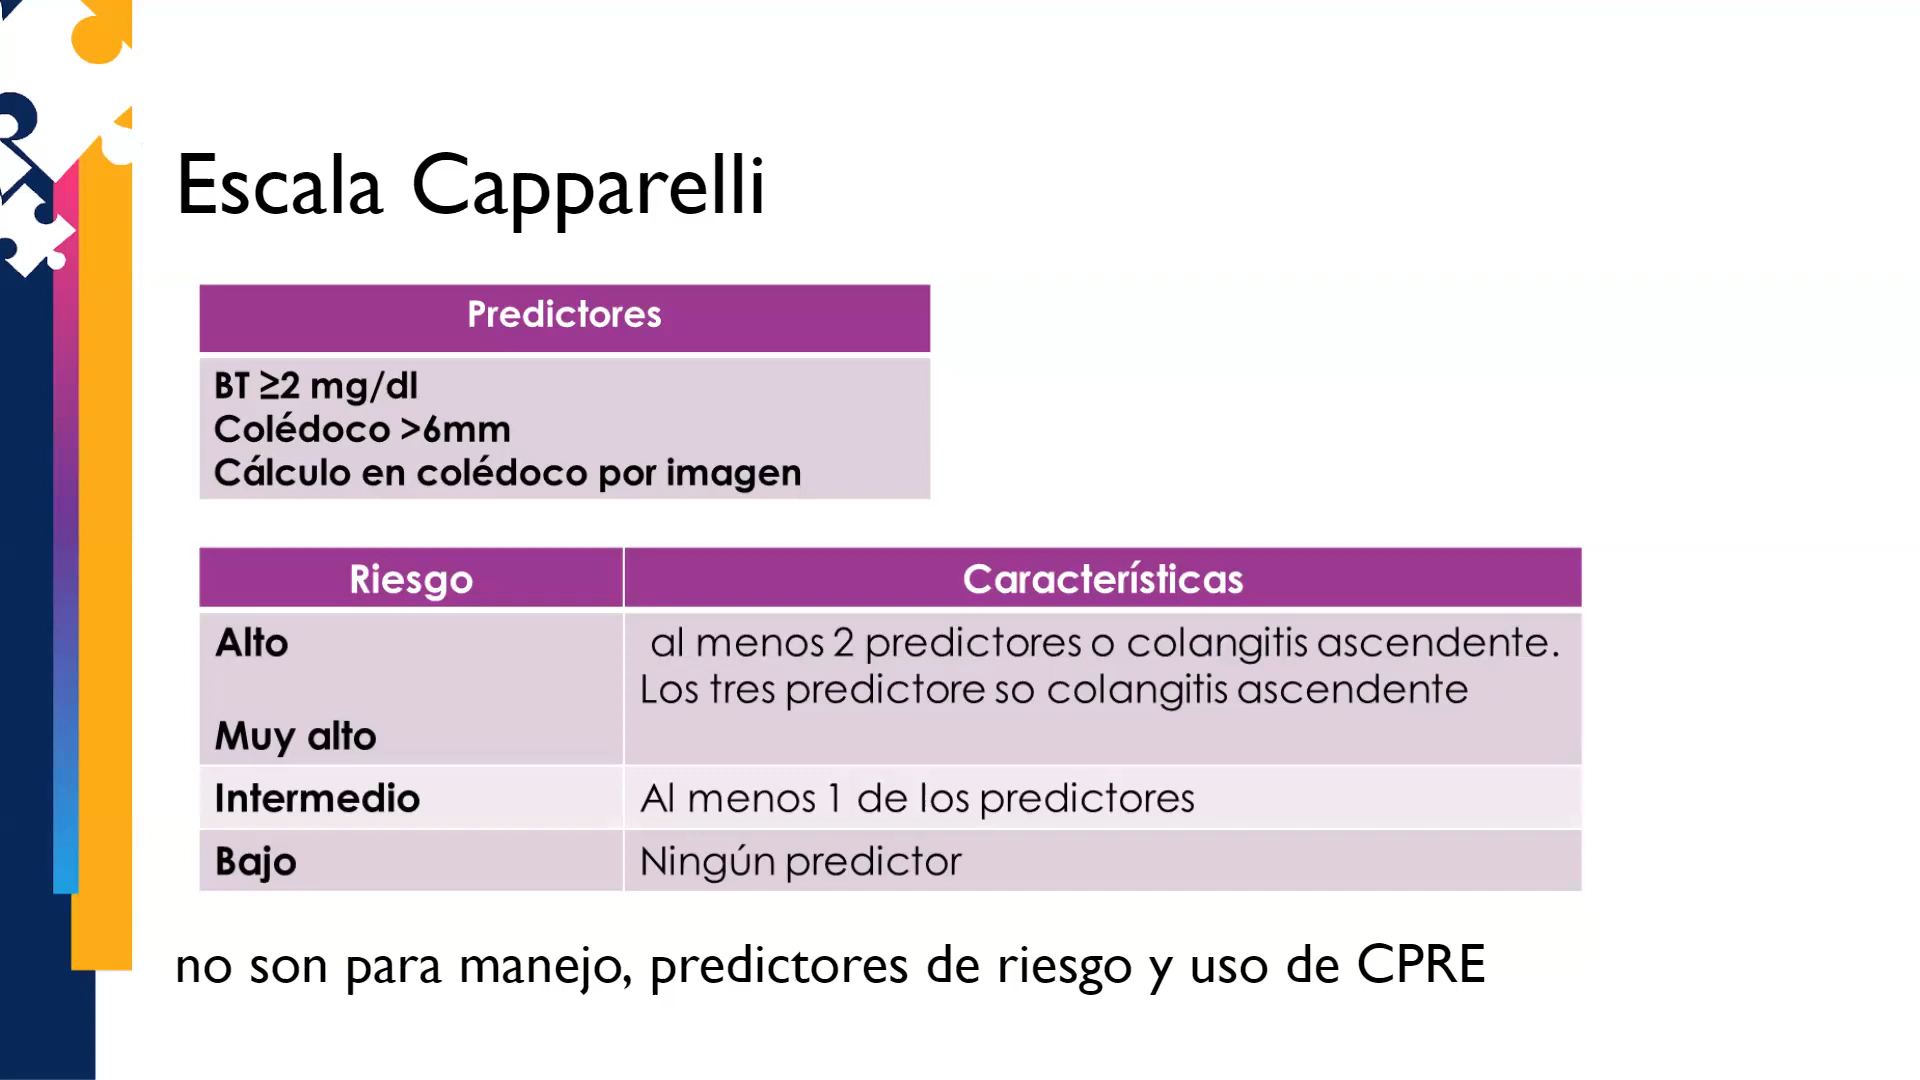 Escala Capparelli
Predictores
BT ≥2 mg/dl
Colédoco >6mm
Cálculo en colédoco por imagen
Riesgo
Características
Alto
al menos 2 predictores o colangitis ascendente.
Los tres predictore so colangitis ascendente
Muy alto
Intermedio
Al menos 1 de los predictores
Bajo
Ningún predictor
no son para manejo, predictores de riesgo y uso de CPRE